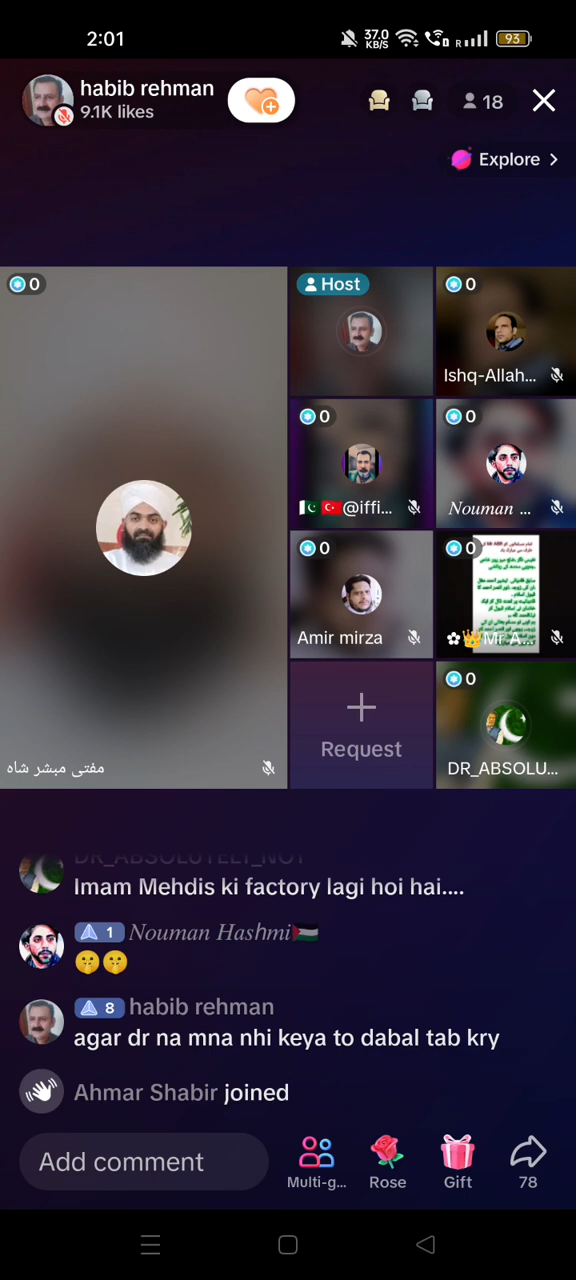 2:01
37.0
KB/S
R
93
habib rehman
9.1K likes
18
Explore
0
Host
0
Ishq-Allah...
0
@iffi...
0
Nouman ...
0
Amir mirza
0
Mr.A...
Request
0
DR_ABSOLU...
مفتی مبشر شاہ
DR_ABSOLUTELY_NOT
Imam Mehdis ki factory lagi hoi hai....
1 Nouman Hashmi
8 habib rehman
agar dr na mna nhi keya to dabal tab kry
Ahmar Shabir joined
Add comment
Multi-g...
Rose
Gift
78